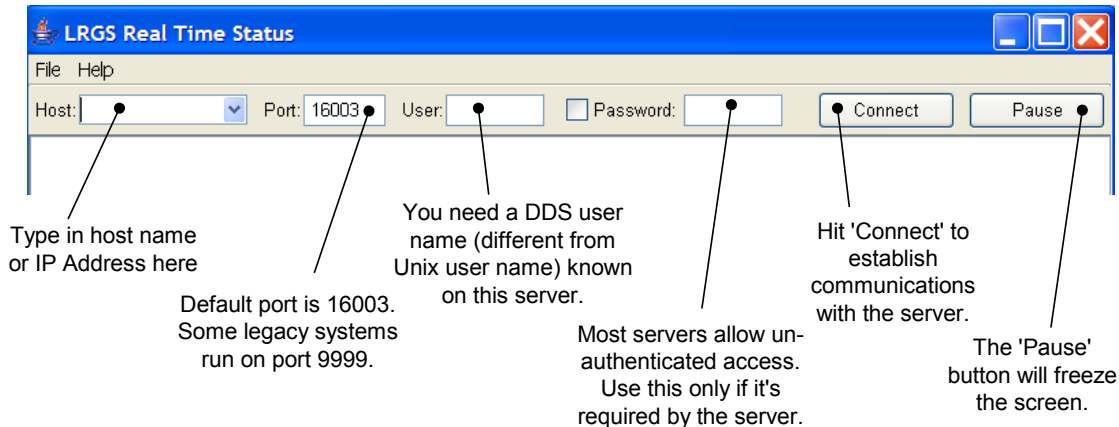 LRGS Real Time Status
File Help
Host: Port: 16003 User: Password: Connect Pause
Type in host name
or IP Address here
Default port is 16003.
Some legacy systems
run on port 9999.
You need a DDS user
name (different from
Unix user name) known
on this server.
Most servers allow un-
authenticated access.
Use this only if it's
required by the server.
Hit 'Connect' to
establish
communications
with the server.
The 'Pause'
button will freeze
the screen.